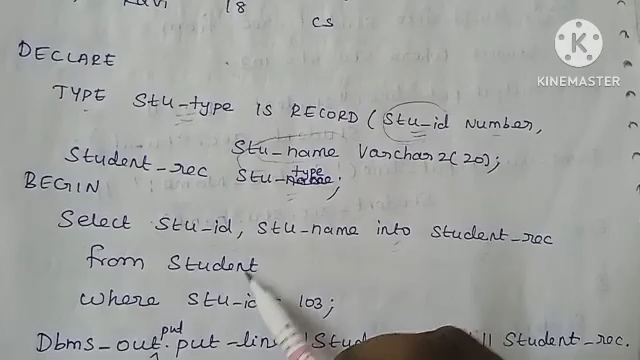 Ravi 18
CS
DECLARE
TYPE Stu-type IS RECORD (Stu-id Number,
Stu-name Varchar2(20);
Student-rec Stu-type;
BEGIN
Select Stu-id, Stu-name into Student-rec
from Student
where Stu-id 103;
Dbms-output.put-line Stude || Student-rec.
K
KINEMASTER